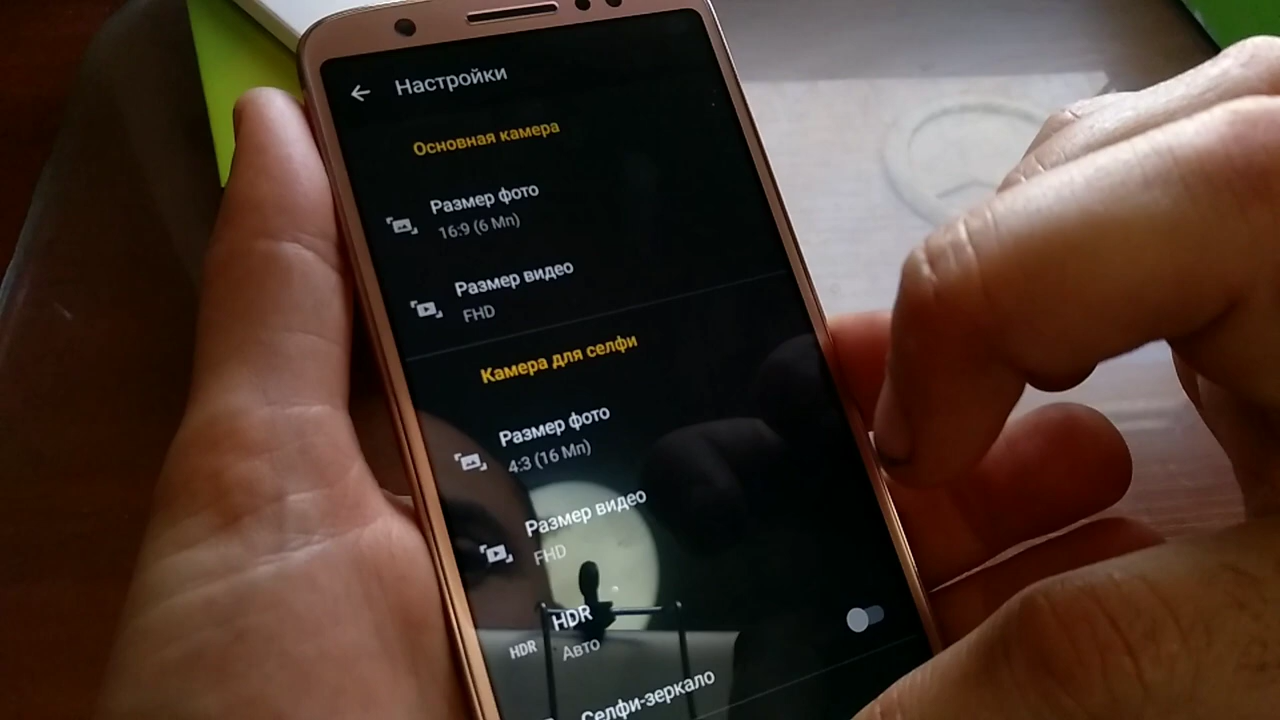 Настройки
Основная камера
Размер фото
16:9 (6 Мп)
Размер видео
FHD
Камера для селфи
Размер фото
4:3 (16 Мп)
Размер видео
FHD
HDR
HDR
Авто
Селфи-зеркало